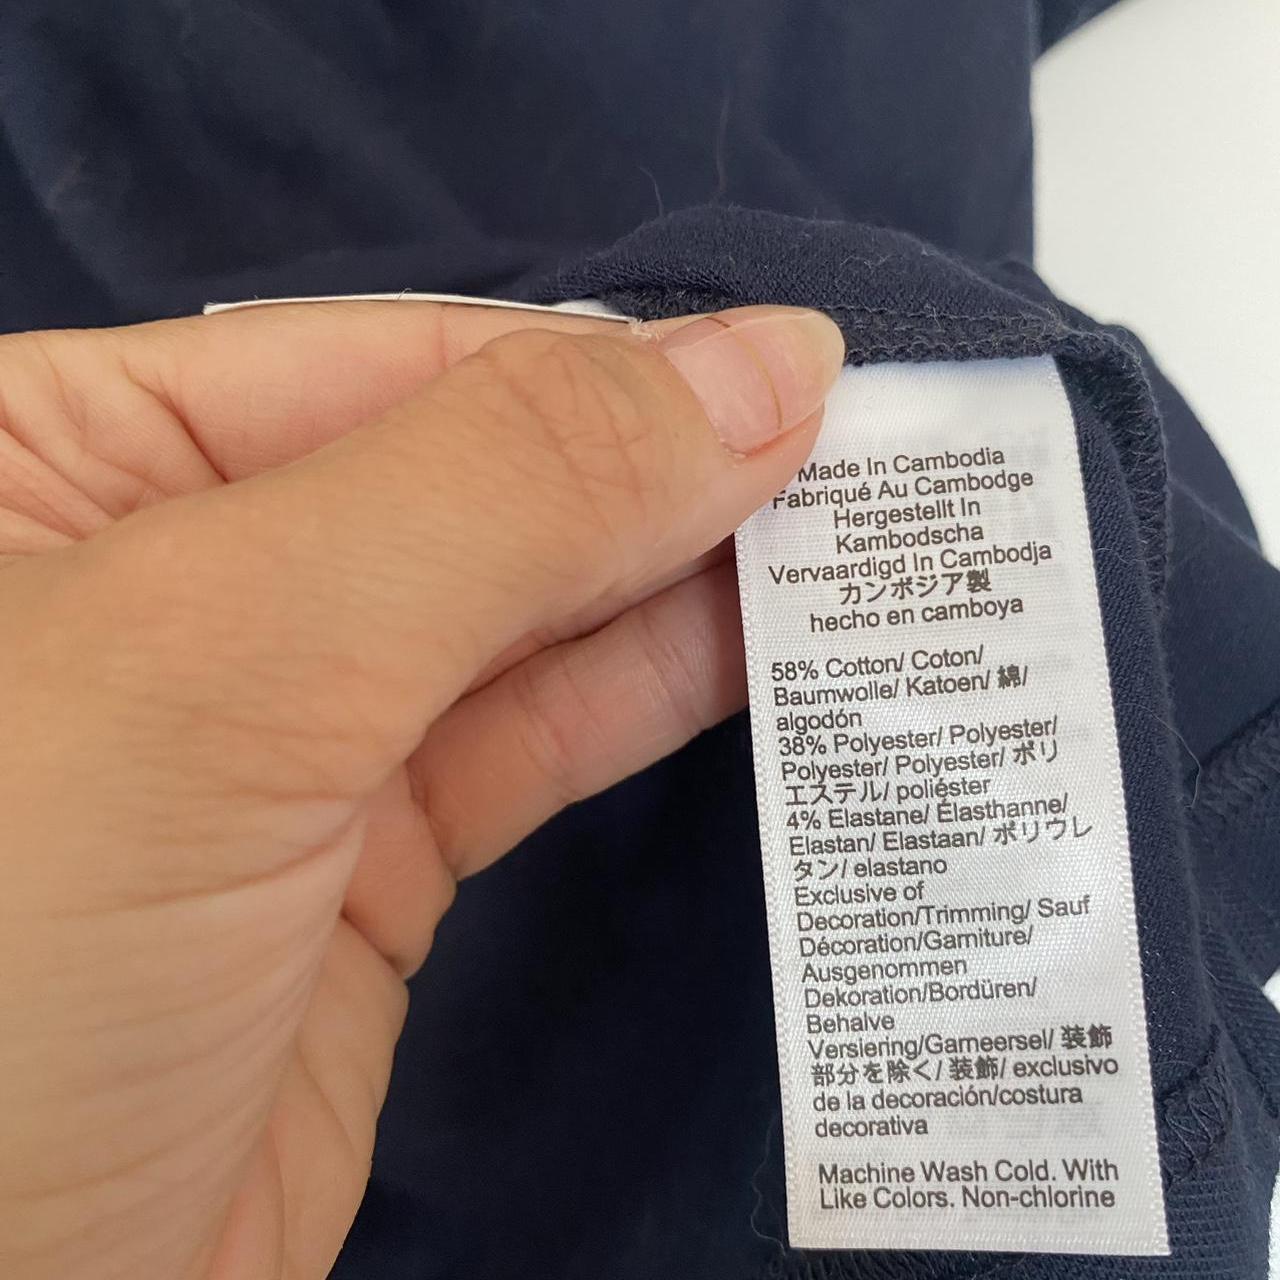 Made In Cambodia
Fabriqué Au Cambodge
Hergestellt In
Kambodscha
Vervaardigd In Cambodja
カンボジア製
hecho en camboya
58% Cotton/ Coton/
Baumwolle/ Katoen/ 綿/
algodón
38% Polyester/ Polyester/
Polyester/ Polyester/ ポリ
エステル/ poliéster
4% Elastane/ Élasthanne/
Elastan/ Elastaan/ ポリウレ
タン/ elastano
Exclusive of
Decoration/Trimming/ Sauf
Décoration/Garniture/
Ausgenommen
Dekoration/Bordüren/
Behalve
Versiering/Garneersel/ 装飾
部分を除く/ 装飾/ exclusivo
de la decoración/costura
decorativa
Machine Wash Cold. With
Like Colors. Non-chlorine